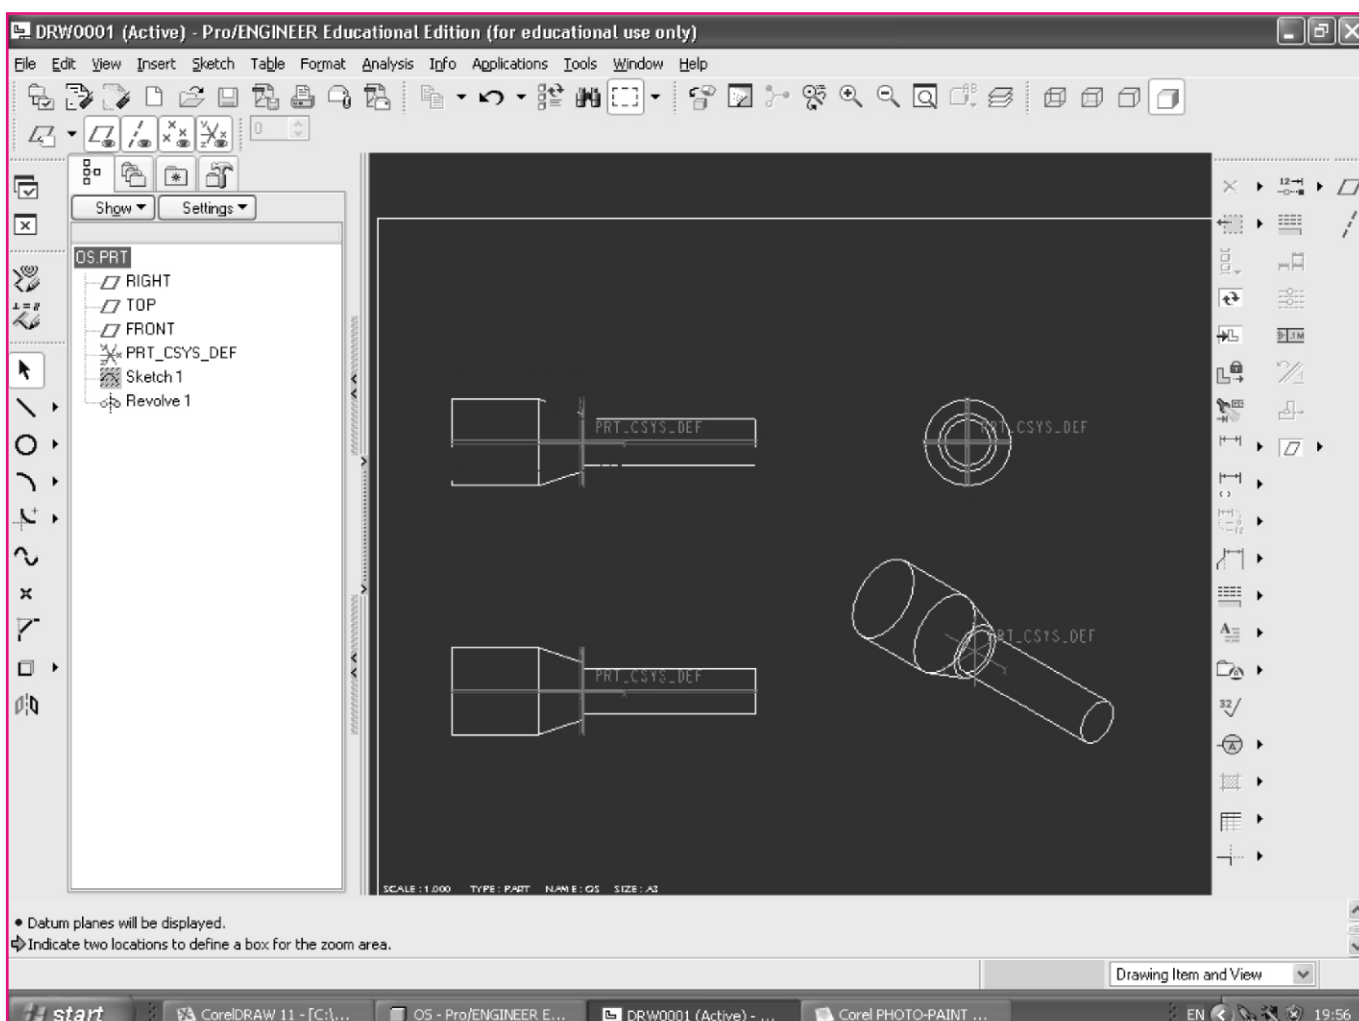 DRW0001 (Active) - Pro/ENGINEER Educational Edition (for educational use only)
File Edit View Insert Sketch Table Format Analysis Info Applications Tools Window Help
0
Show Settings
12
OS.PRT
RIGHT
TOP
FRONT
PRT_CSYS_DEF
Sketch 1
Revolve 1
PRT_CSYS_DEF
PRT_CSYS_DEF
PRT_CSYS_DEF
PRT_CSYS_DEF
32
SCALE : 1.000 TYPE : PART NAME : OS SIZE : A3
Datum planes will be displayed.
Indicate two locations to define a box for the zoom area.
Drawing Item and View
start CorelDRAW 11 - [C:\... OS - Pro/ENGINEER E... DRW0001 (Active) - ... Corel PHOTO-PAINT ... EN 19:56